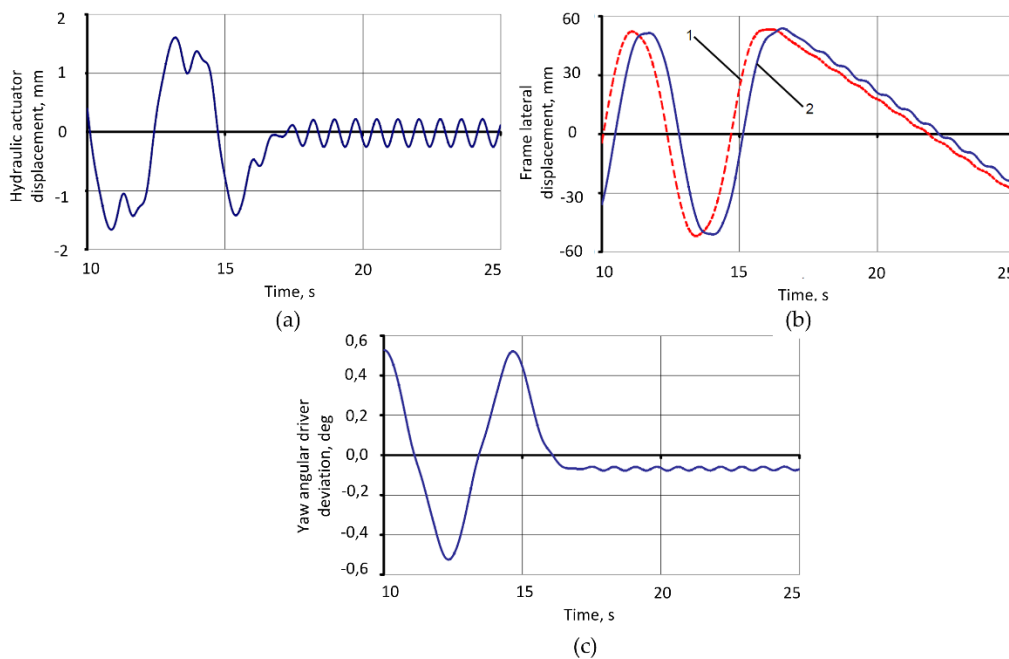 Hydraulic actuator
displacement, mm
2
1
0
-1
-2
10
15
20
25
Time, s
(a)
Frame lateral
displacement, mm
60
30
0
-30
-60
1
2
10
15
20
25
Time, s
(b)
Yaw angular driver
deviation, deg
0,6
0,4
0,2
0,0
-0,2
-0,4
-0,6
10
15
20
25
Time, s
(c)